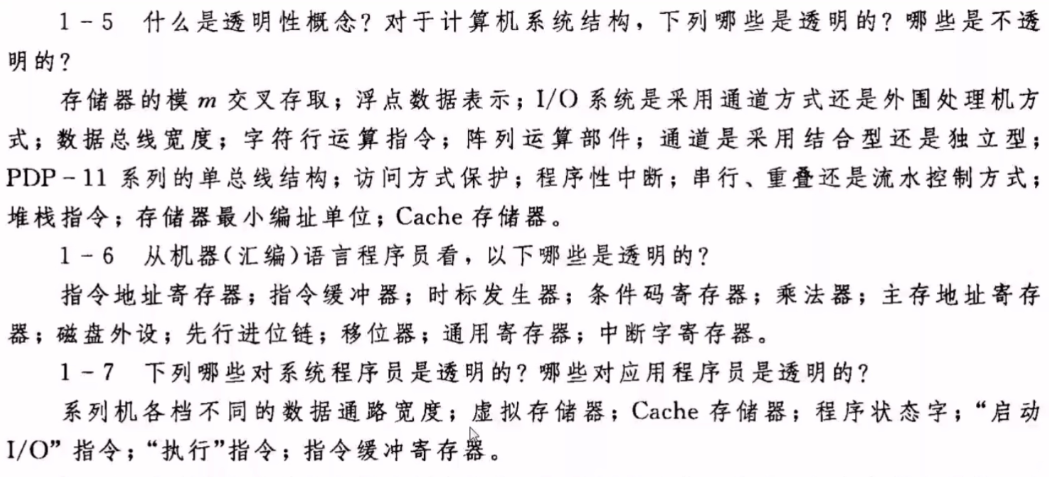 1-5 什么是透明性概念？对于计算机系统结构，下列哪些是透明的？哪些是不透
明的？
存储器的模 m 交叉存取；浮点数据表示；I/O 系统是采用通道方式还是外围处理机方
式；数据总线宽度；字符行运算指令；阵列运算部件；通道是采用结合型还是独立型；
PDP-11 系列的单总线结构；访问方式保护；程序性中断；串行、重叠还是流水控制方式；
堆栈指令；存储器最小编址单位；Cache 存储器。
1-6 从机器(汇编)语言程序员看，以下哪些是透明的？
指令地址寄存器；指令缓冲器；时标发生器；条件码寄存器；乘法器；主存地址寄存
器；磁盘外设；先行进位链；移位器；通用寄存器；中断字寄存器。
1-7 下列哪些对系统程序员是透明的？哪些对应用程序员是透明的？
系列机各档不同的数据通路宽度；虚拟存储器；Cache 存储器；程序状态字；“启动
I/O”指令；“执行”指令；指令缓冲寄存器。